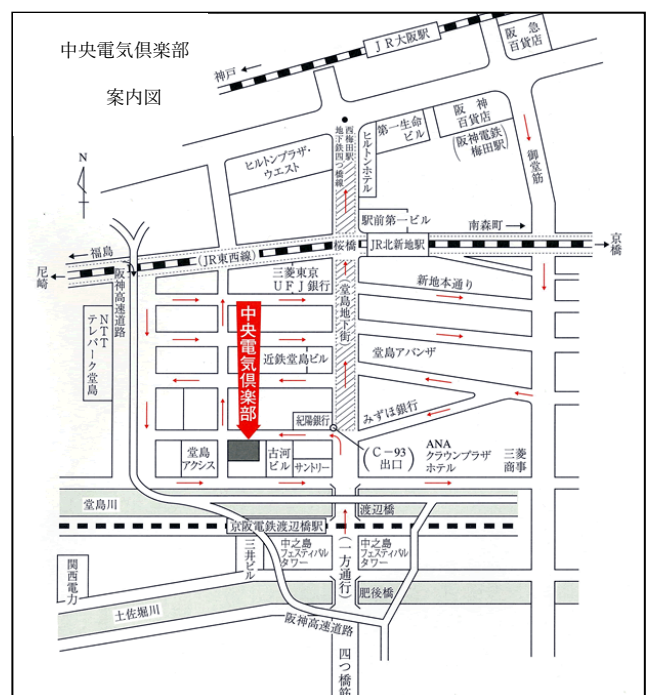 中央電気倶楽部
案内図
神戸
JR大阪駅
阪急
百貨店
N
ヒルトンプラザ・
ウエスト
西梅田駅
地下鉄四つ橋線
ヒルトンホテル
第一生命
ビル
阪神
百貨店
(阪神電鉄
梅田駅)
御堂筋
駅前第一ビル
南森町
福島
尼崎
(JR東西線)
桜橋
JR北新地駅
京橋
阪神高速道路
NTT
テレパーク堂島
三菱東京
UFJ銀行
(堂島地下街)
新地本通り
中央電気倶楽部
近鉄堂島ビル
堂島アバンザ
紀陽銀行
みずほ銀行
堂島
アクシス
古河
ビル
サントリー
(C-93
出口)
ANA
クラウンプラザ
ホテル
三菱
商事
堂島川
渡辺橋
京阪電鉄渡辺橋駅
関西電力
三井ビル
中之島
フェスティバル
タワー
(一方通行)
中之島
フェスティバル
タワー
肥後橋
土佐堀川
阪神高速道路
四つ橋筋